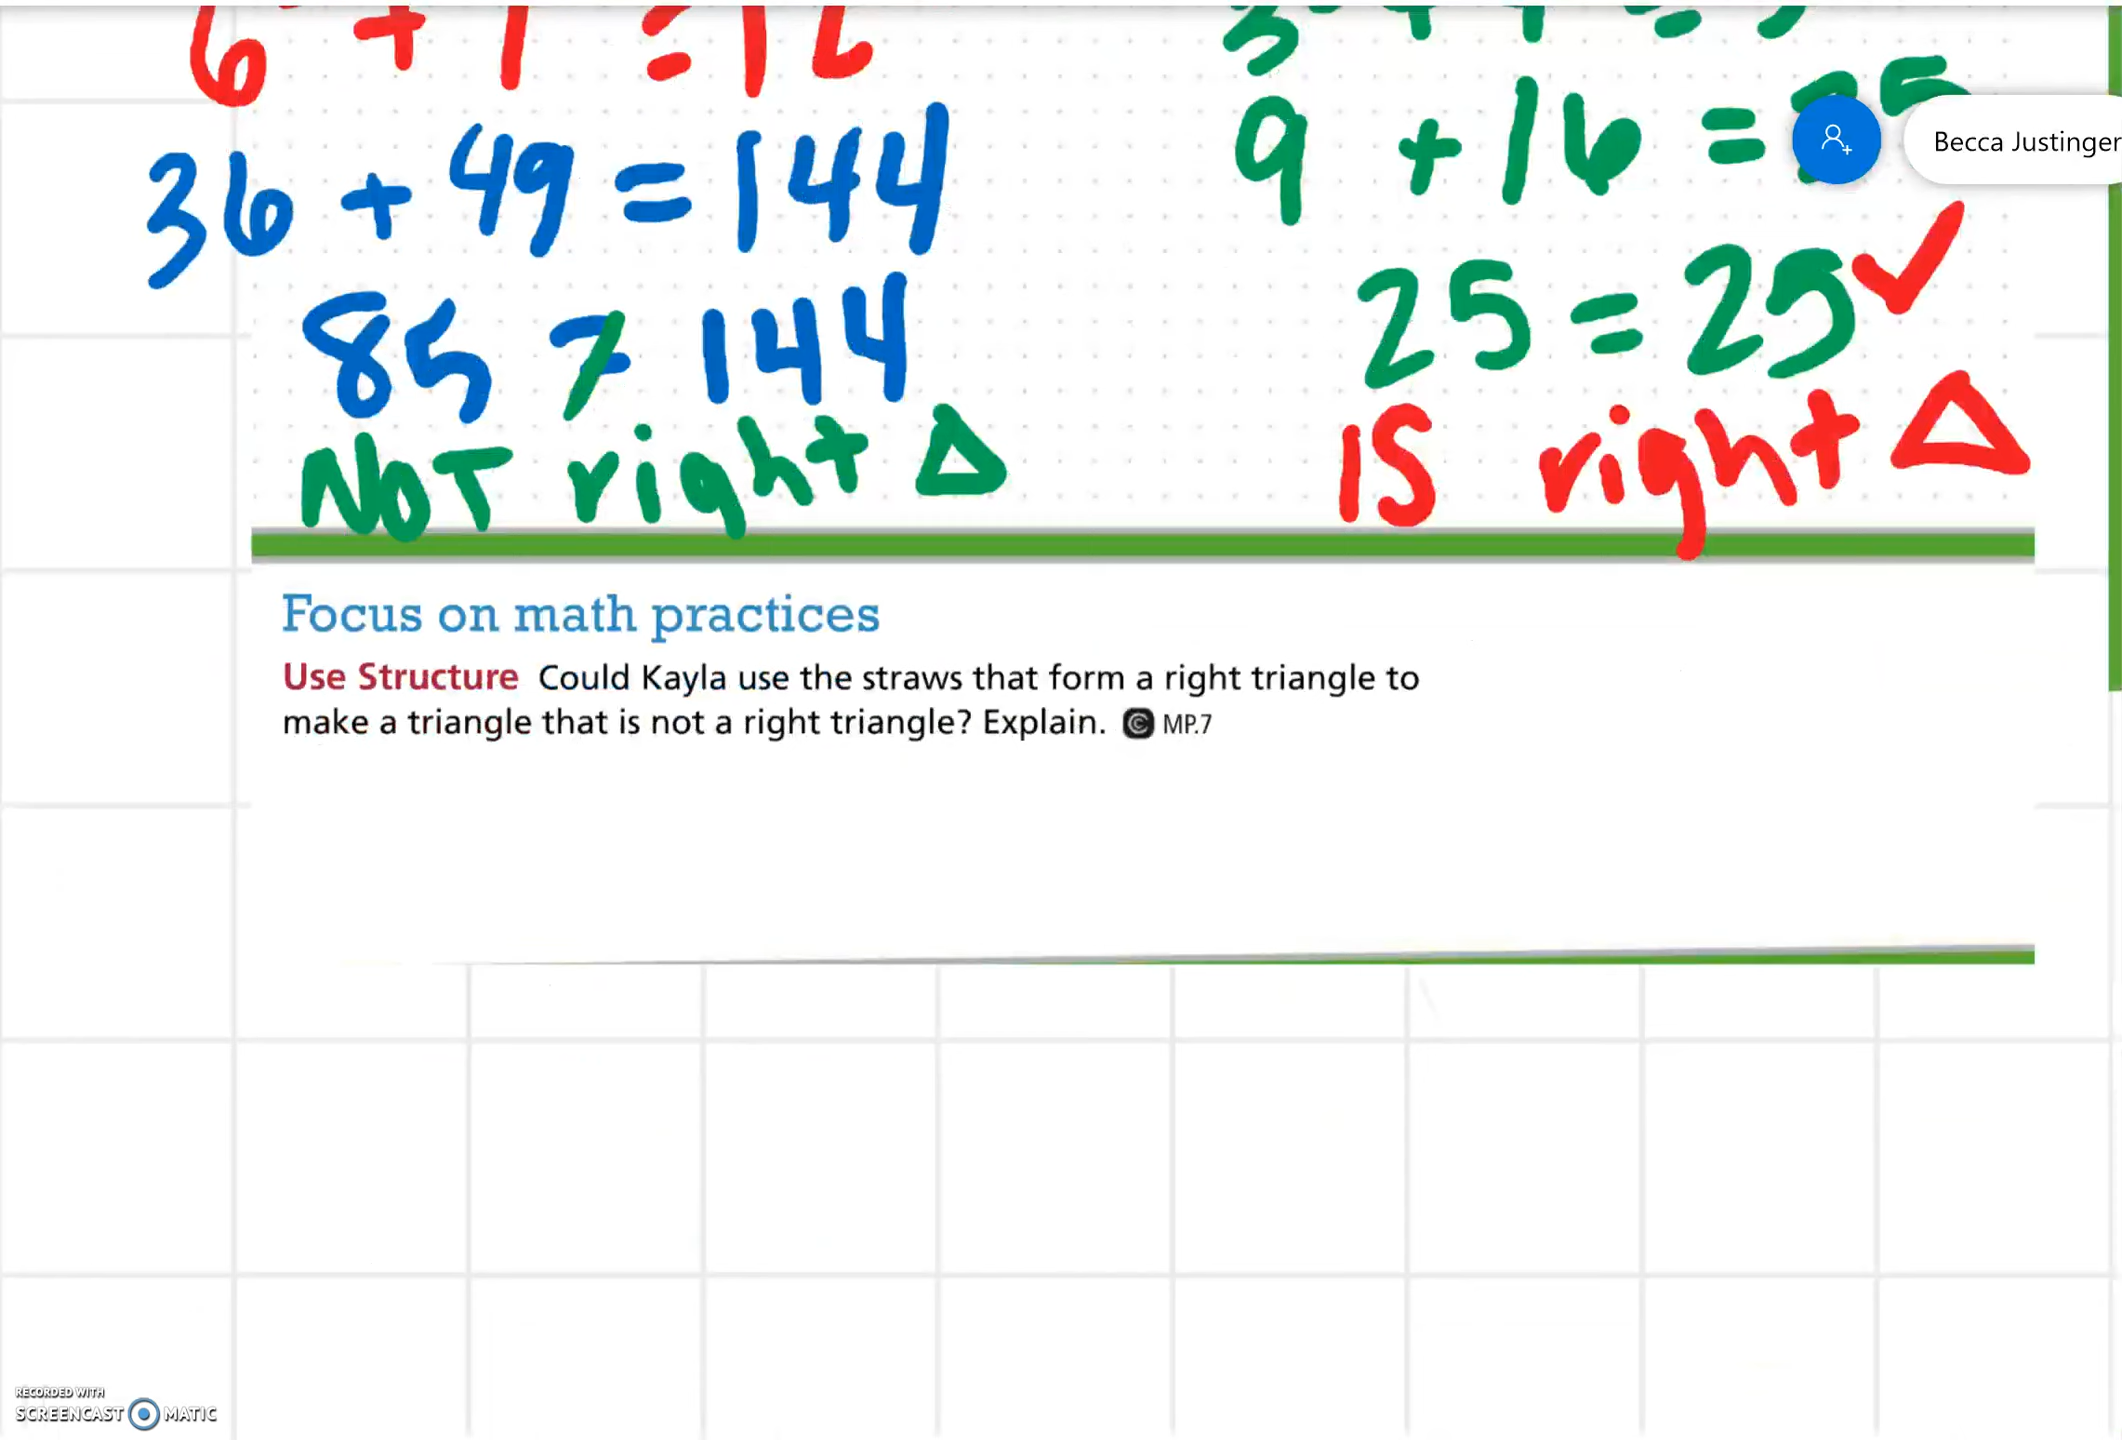 36 + 49 = 144
9 + 16 = 25
85 ≠ 144
25 = 25 ✓
NOT right △
IS right △
Becca Justinger
Focus on math practices
Use Structure Could Kayla use the straws that form a right triangle to
make a triangle that is not a right triangle? Explain. MP.7
RECORDED WITH
SCREENCAST MATIC